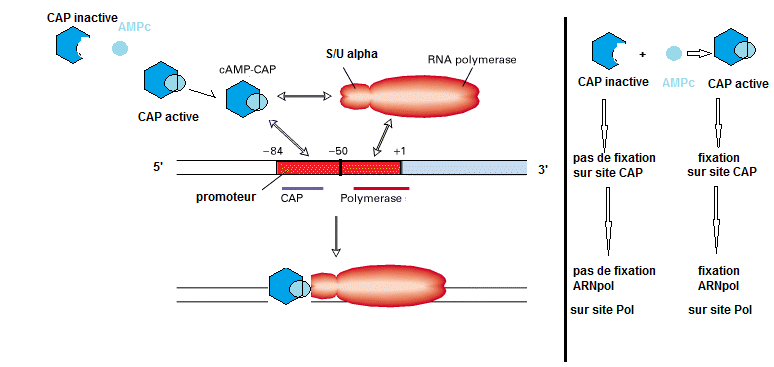 CAP inactive
AMPc
CAP active
cAMP-CAP
S/U alpha
RNA polymerase
-84
-50
+1
5'
3'
promoteur
CAP
Polymerase
+
CAP inactive
AMPc
CAP active
pas de fixation
sur site CAP
fixation
sur site CAP
pas de fixation
ARNpol
sur site Pol
fixation
ARNpol
sur site Pol